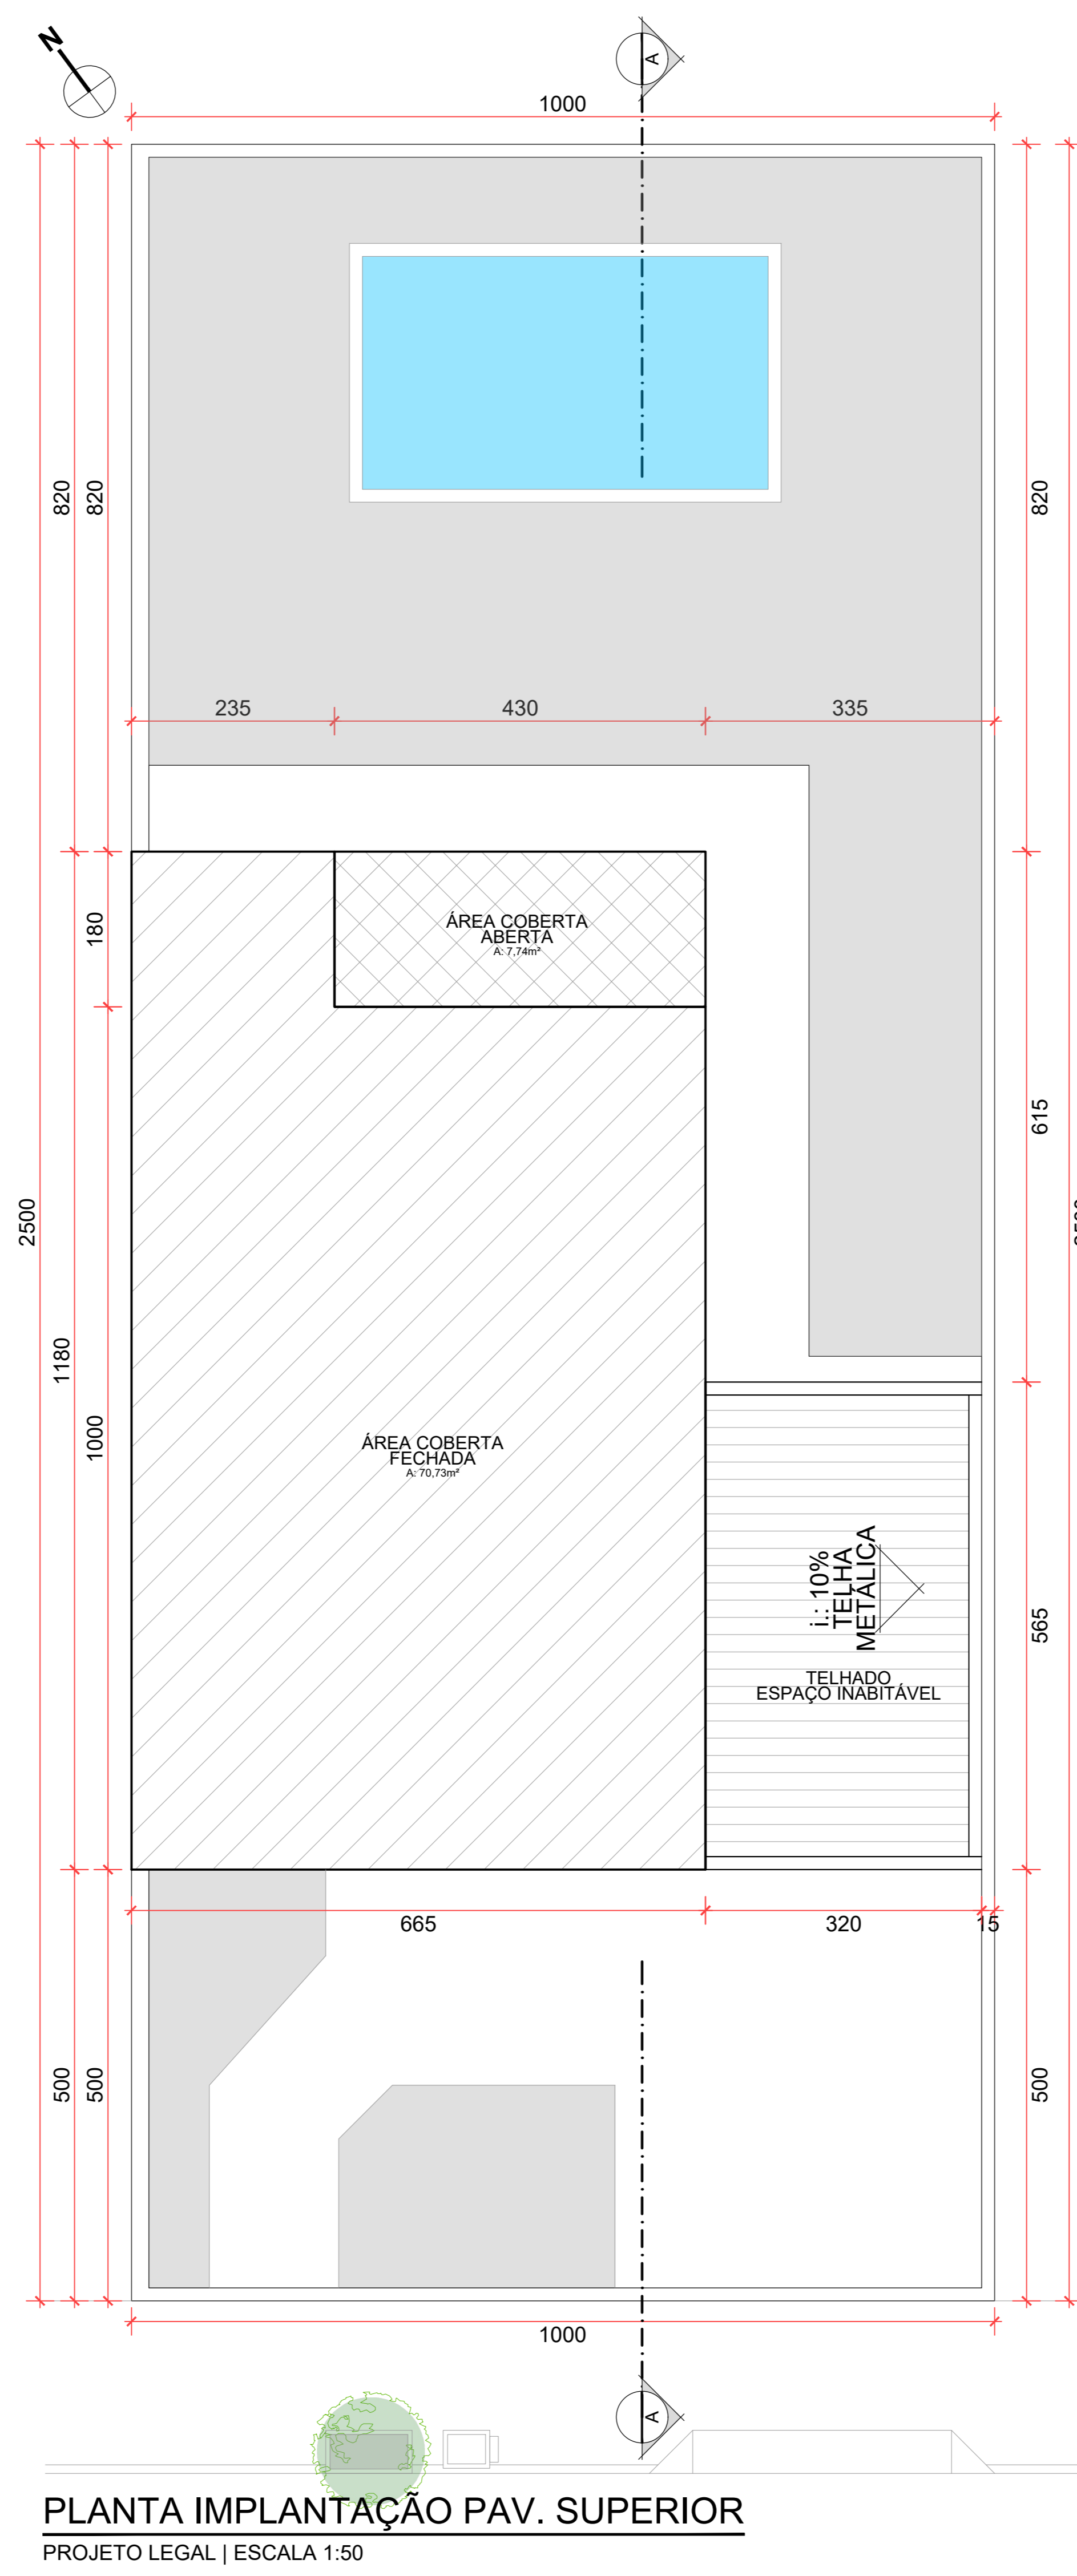 N
A
1000
820
820
820
235
430
335
ÁREA COBERTA
ABERTA
A: 7,74m²
180
615
2500
1180
1000
ÁREA COBERTA
FECHADA
A: 70,73m²
i.: 10%
TELHA
METÁLICA
565
TELHADO
ESPAÇO INABITÁVEL
665
320
15
500
500
500
1000
A
PLANTA IMPLANTAÇÃO PAV. SUPERIOR
PROJETO LEGAL | ESCALA 1:50